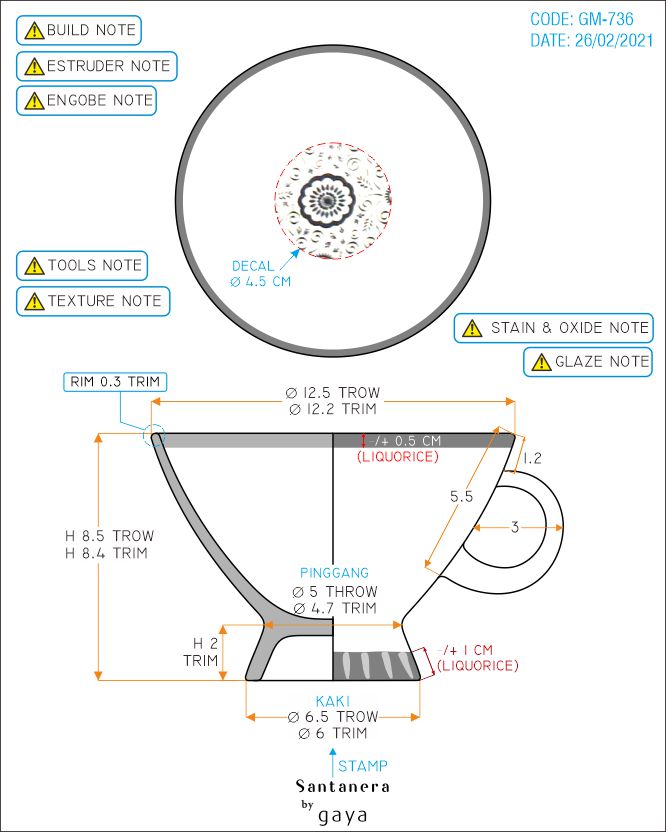 CODE: GM-736
DATE: 26/02/2021
BUILD NOTE
ESTRUDER NOTE
ENGOBE NOTE
DECAL
Ø 4.5 CM
TOOLS NOTE
TEXTURE NOTE
STAIN & OXIDE NOTE
GLAZE NOTE
RIM 0.3 TRIM
Ø 12.5 TROW
Ø 12.2 TRIM
-/+ 0.5 CM
(LIQUORICE)
1.2
5.5
3
H 8.5 TROW
H 8.4 TRIM
PINGGANG
Ø 5 THROW
Ø 4.7 TRIM
H 2
TRIM
-/+ 1 CM
(LIQUORICE)
KAKI
Ø 6.5 TROW
Ø 6 TRIM
STAMP
Santanera
by gaya